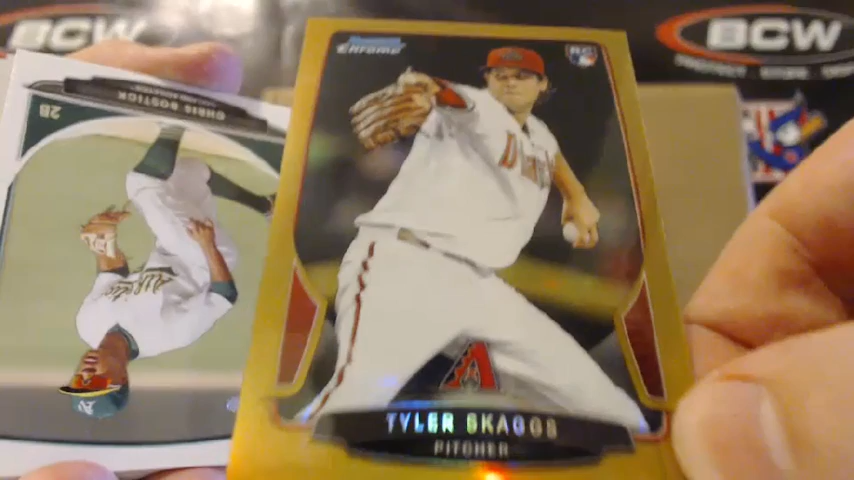 BCW
BCW
Bowman
Chrome
RC
2B
CHRIS BOSTICK
TYLER SKAGGS
PITCHER